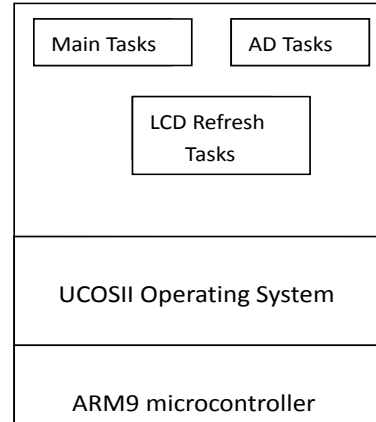 Main Tasks
AD Tasks
LCD Refresh
Tasks
UCOSII Operating System
ARM9 microcontroller